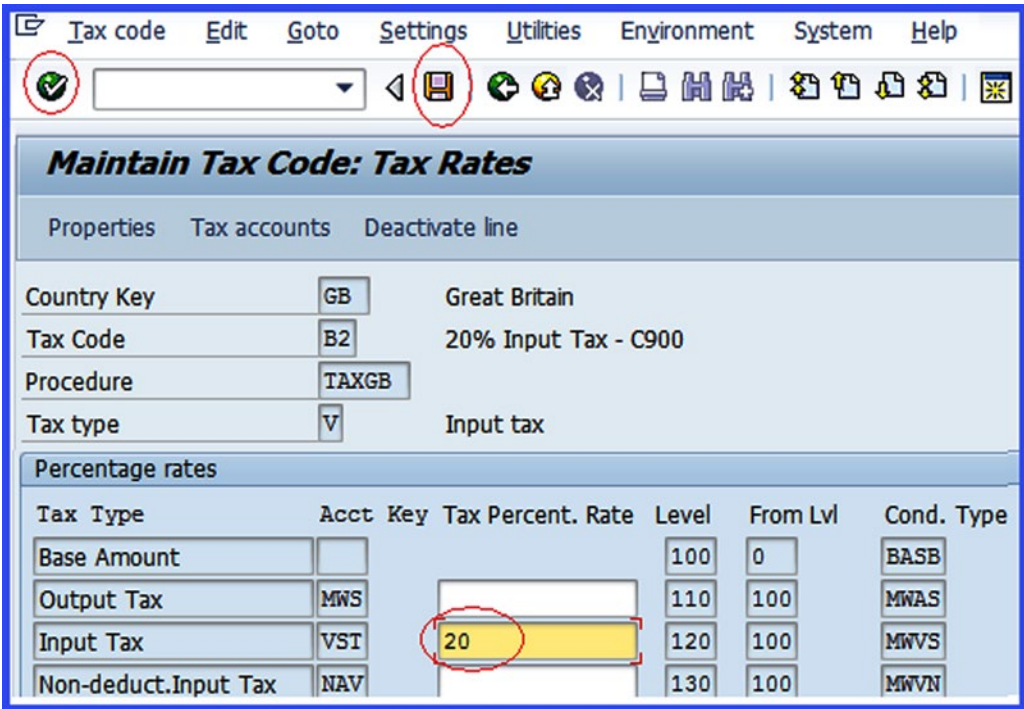 Tax code Edit Goto Settings Utilities Environment System Help
Maintain Tax Code: Tax Rates
Properties Tax accounts Deactivate line
Country Key GB Great Britain
Tax Code B2 20% Input Tax - C900
Procedure TAXGB
Tax type V Input tax
Percentage rates
Tax Type Acct Key Tax Percent. Rate Level From Lvl Cond. Type
Base Amount 100 0 BASB
Output Tax MWS 110 100 MWAS
Input Tax VST 20 120 100 MWVS
Non-deduct.Input Tax NAV 130 100 MWVN